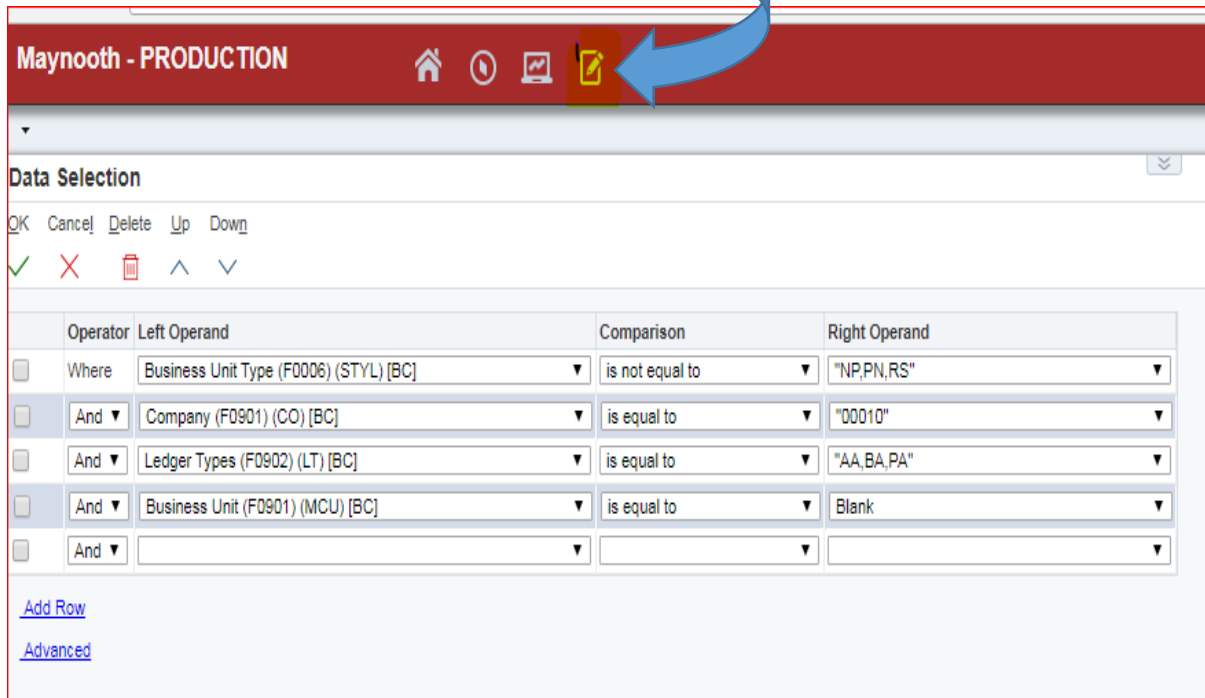 Maynooth - PRODUCTION
Data Selection
OK Cancel Delete Up Down
Operator Left Operand Comparison Right Operand
Where Business Unit Type (F0006) (STYL) [BC] is not equal to "NP,PN,RS"
And Company (F0901) (CO) [BC] is equal to "00010"
And Ledger Types (F0902) (LT) [BC] is equal to "AA,BA,PA"
And Business Unit (F0901) (MCU) [BC] is equal to Blank
And
Add Row
Advanced